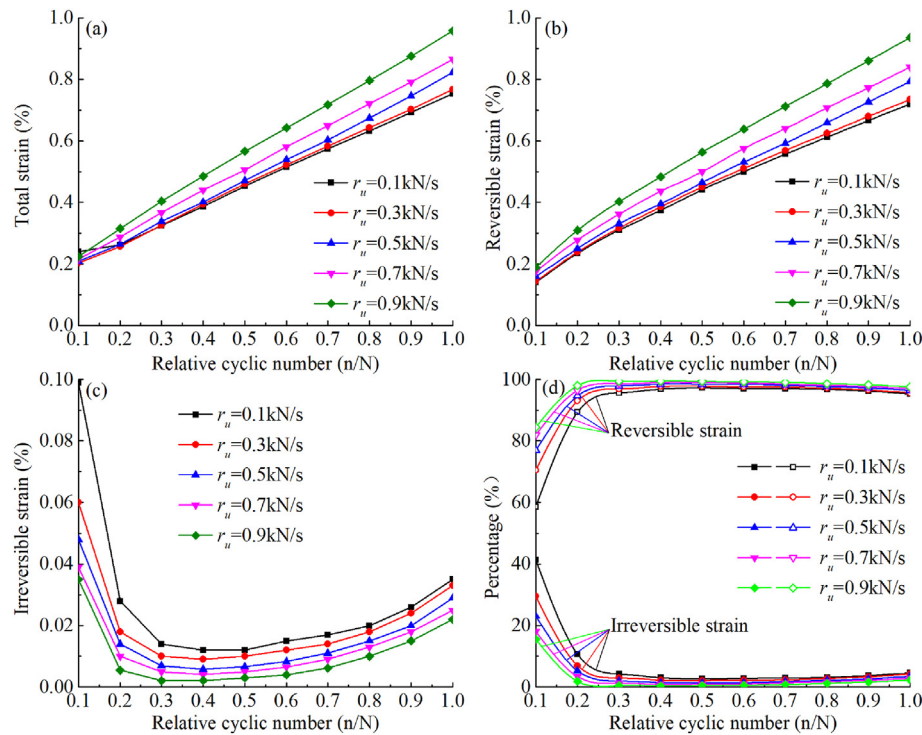 (a)
Total strain (%)
1.0
0.8
0.6
0.4
0.2
0.0
r_u=0.1kN/s
r_u=0.3kN/s
r_u=0.5kN/s
r_u=0.7kN/s
r_u=0.9kN/s
0.1 0.2 0.3 0.4 0.5 0.6 0.7 0.8 0.9 1.0
Relative cyclic number (n/N)
(b)
Reversible strain (%)
1.0
0.8
0.6
0.4
0.2
0.0
r_u=0.1kN/s
r_u=0.3kN/s
r_u=0.5kN/s
r_u=0.7kN/s
r_u=0.9kN/s
0.1 0.2 0.3 0.4 0.5 0.6 0.7 0.8 0.9 1.0
Relative cyclic number (n/N)
(c)
Irreversible strain (%)
0.10
0.08
0.06
0.04
0.02
0.00
r_u=0.1kN/s
r_u=0.3kN/s
r_u=0.5kN/s
r_u=0.7kN/s
r_u=0.9kN/s
0.1 0.2 0.3 0.4 0.5 0.6 0.7 0.8 0.9 1.0
Relative cyclic number (n/N)
(d)
Percentage (%)
100
80
60
40
20
0
Reversible strain
r_u=0.1kN/s
r_u=0.3kN/s
r_u=0.5kN/s
r_u=0.7kN/s
r_u=0.9kN/s
Irreversible strain
0.1 0.2 0.3 0.4 0.5 0.6 0.7 0.8 0.9 1.0
Relative cyclic number (n/N)